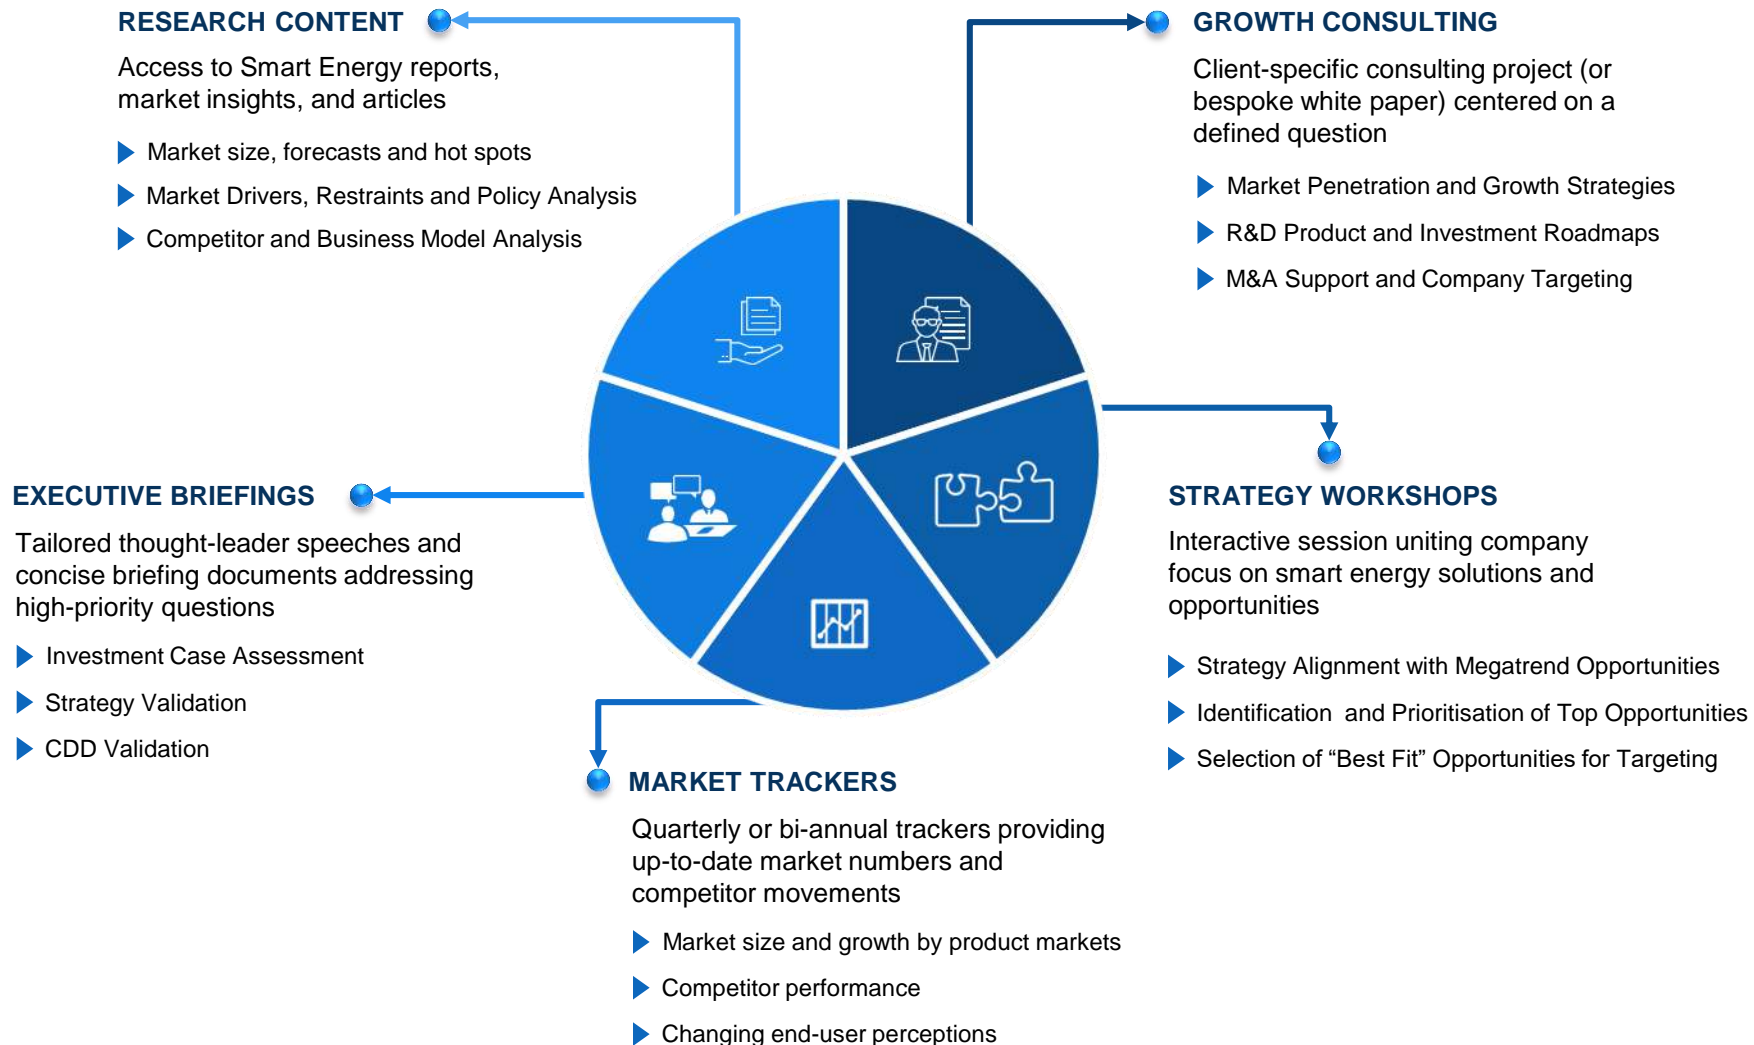 RESEARCH CONTENT
Access to Smart Energy reports,
market insights, and articles
Market size, forecasts and hot spots
Market Drivers, Restraints and Policy Analysis
Competitor and Business Model Analysis
GROWTH CONSULTING
Client-specific consulting project (or
bespoke white paper) centered on a
defined question
Market Penetration and Growth Strategies
R&D Product and Investment Roadmaps
M&A Support and Company Targeting
EXECUTIVE BRIEFINGS
Tailored thought-leader speeches and
concise briefing documents addressing
high-priority questions
Investment Case Assessment
Strategy Validation
CDD Validation
STRATEGY WORKSHOPS
Interactive session uniting company
focus on smart energy solutions and
opportunities
Strategy Alignment with Megatrend Opportunities
Identification  and Prioritisation of Top Opportunities
Selection of “Best Fit” Opportunities for Targeting
MARKET TRACKERS
Quarterly or bi-annual trackers providing
up-to-date market numbers and
competitor movements
Market size and growth by product markets
Competitor performance
Changing end-user perceptions